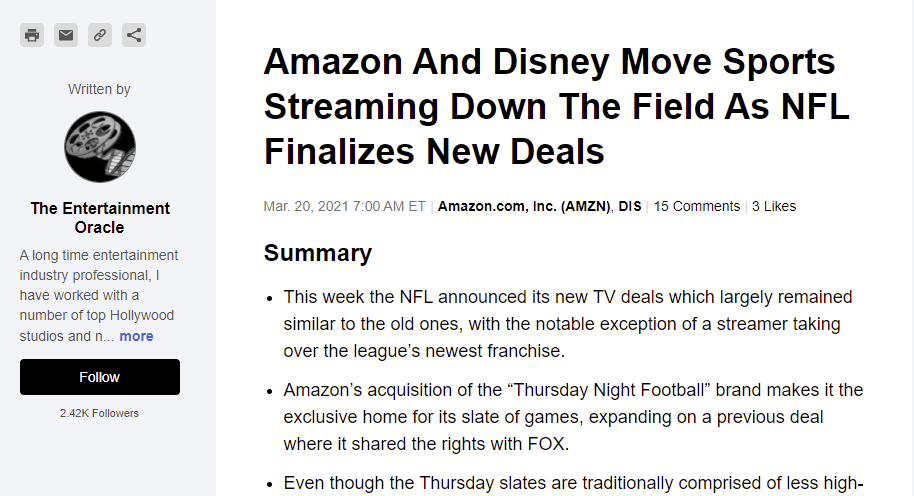 Written by
The Entertainment
Oracle
A long time entertainment
industry professional, I
have worked with a
number of top Hollywood
studios and n... more
Follow
2.42K Followers
Amazon And Disney Move Sports
Streaming Down The Field As NFL
Finalizes New Deals
Mar. 20, 2021 7:00 AM ET | Amazon.com, Inc. (AMZN), DIS | 15 Comments | 3 Likes
Summary
• This week the NFL announced its new TV deals which largely remained
similar to the old ones, with the notable exception of a streamer taking
over the league’s newest franchise.
• Amazon’s acquisition of the “Thursday Night Football” brand makes it the
exclusive home for its slate of games, expanding on a previous deal
where it shared the rights with FOX.
• Even though the Thursday slates are traditionally comprised of less high-